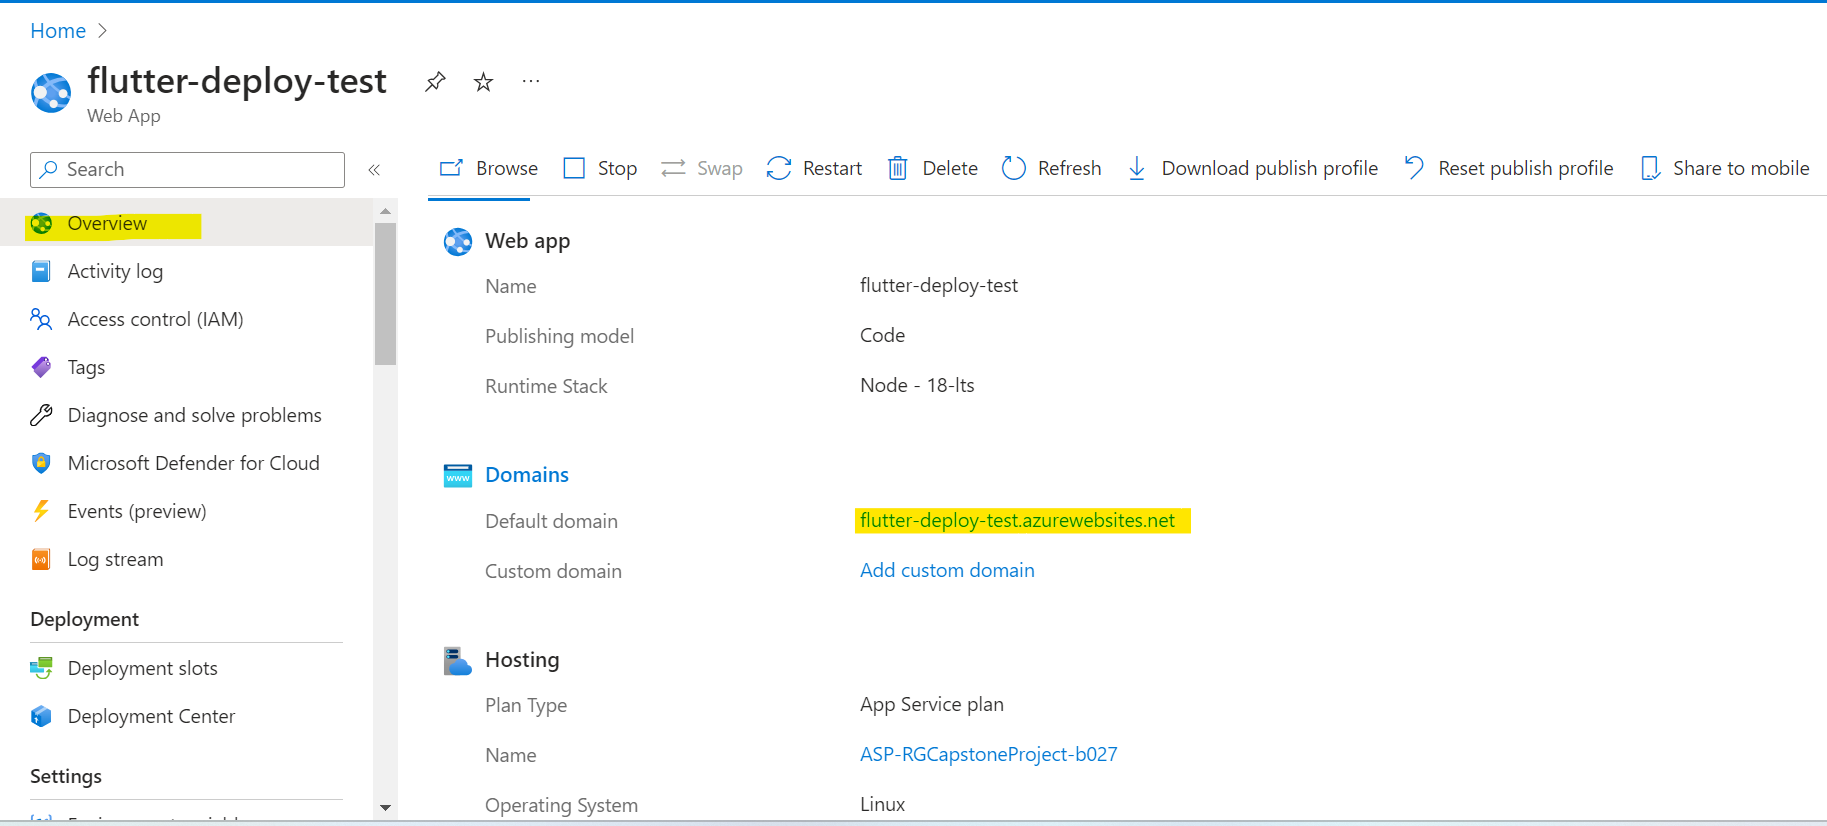 Home
flutter-deploy-test
Web App
Search
Browse Stop Swap Restart Delete Refresh Download publish profile Reset publish profile Share to mobile
Overview
Activity log
Access control (IAM)
Tags
Diagnose and solve problems
Microsoft Defender for Cloud
Events (preview)
Log stream
Deployment
Deployment slots
Deployment Center
Settings
Web app
Name flutter-deploy-test
Publishing model Code
Runtime Stack Node - 18-lts
www
Domains
Default domain flutter-deploy-test.azurewebsites.net
Custom domain Add custom domain
Hosting
Plan Type App Service plan
Name ASP-RGCapstoneProject-b027
Operating System Linux